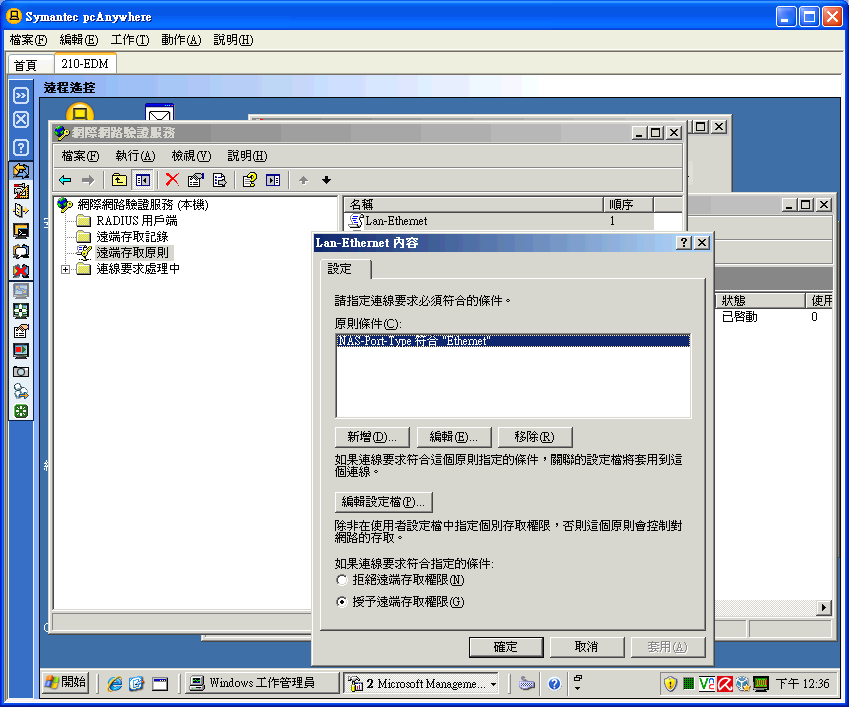 Symantec pcAnywhere
檔案(F) 編輯(E) 工作(T) 動作(A) 說明(H)
首頁 210-EDM
遠程遙控
網際網路驗證服務
檔案(F) 執行(A) 檢視(V) 說明(H)
網際網路驗證服務 (本機)
RADIUS 用戶端
遠端存取記錄
遠端存取原則
連線要求處理中
名稱 順序
Lan-Ethernet 1
Lan-Ethernet 內容
設定
請指定連線要求必須符合的條件。
原則條件(C):
NAS-Port-Type 符合 "Ethernet"
新增(D)... 編輯(E)... 移除(R)
如果連線要求符合這個原則指定的條件，關聯的設定檔將套用到這
個連線。
編輯設定檔(P)...
除非在使用者設定檔中指定個別存取權限，否則這個原則會控制對
網路的存取。
如果連線要求符合指定的條件:
拒絕遠端存取權限(N)
授予遠端存取權限(G)
確定 取消 套用(A)
狀態 使用
已啓動 0
開始 Windows 工作管理員 2 Microsoft Manageme... 下午 12:36